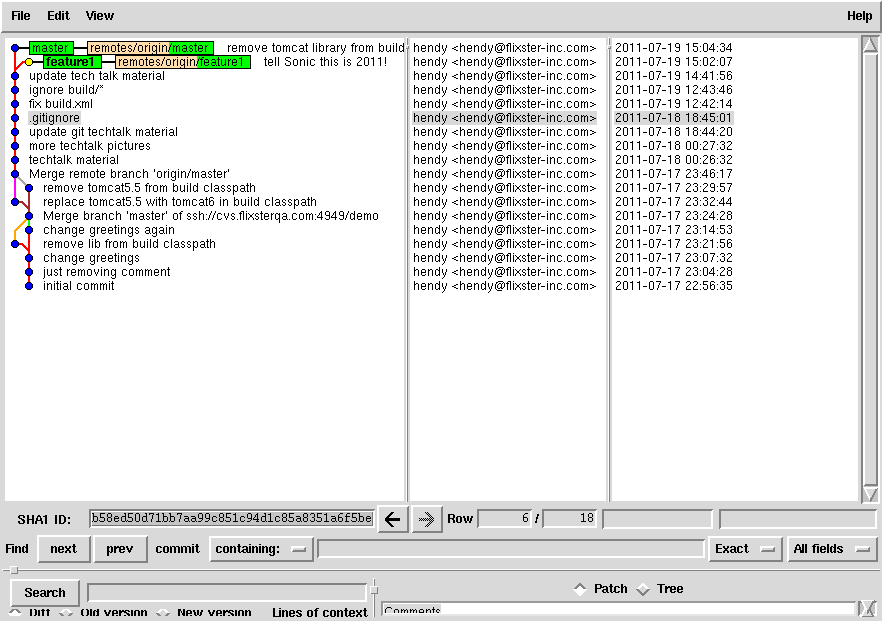 File Edit View Help
master remotes/origin/master remove tomcat library from build hendy <hendy@flixster-inc.com> 2011-07-19 15:04:34
feature1 remotes/origin/feature1 tell Sonic this is 2011! hendy <hendy@flixster-inc.com> 2011-07-19 15:02:07
update tech talk material hendy <hendy@flixster-inc.com> 2011-07-19 14:41:56
ignore build/* hendy <hendy@flixster-inc.com> 2011-07-19 12:43:46
fix build.xml hendy <hendy@flixster-inc.com> 2011-07-19 12:42:14
.gitignore hendy <hendy@flixster-inc.com> 2011-07-18 18:45:01
update git techtalk material hendy <hendy@flixster-inc.com> 2011-07-18 18:44:20
more techtalk pictures hendy <hendy@flixster-inc.com> 2011-07-18 00:27:32
techtalk material hendy <hendy@flixster-inc.com> 2011-07-18 00:26:32
Merge remote branch 'origin/master' hendy <hendy@flixster-inc.com> 2011-07-17 23:46:17
remove tomcat5.5 from build classpath hendy <hendy@flixster-inc.com> 2011-07-17 23:29:57
replace tomcat5.5 with tomcat6 in build classpath hendy <hendy@flixster-inc.com> 2011-07-17 23:32:44
Merge branch 'master' of ssh://cvs.flixsterqa.com:4949/demo hendy <hendy@flixster-inc.com> 2011-07-17 23:24:28
change greetings again hendy <hendy@flixster-inc.com> 2011-07-17 23:14:53
remove lib from build classpath hendy <hendy@flixster-inc.com> 2011-07-17 23:21:56
change greetings hendy <hendy@flixster-inc.com> 2011-07-17 23:07:32
just removing comment hendy <hendy@flixster-inc.com> 2011-07-17 23:04:28
initial commit hendy <hendy@flixster-inc.com> 2011-07-17 22:56:35
SHA1 ID: b58ed50d71bb7aa99c851c94d1c85a8351a6f5be Row 6 / 18
Find next prev commit containing: Exact All fields
Search Patch Tree
Diff Old version New version Lines of context Comments